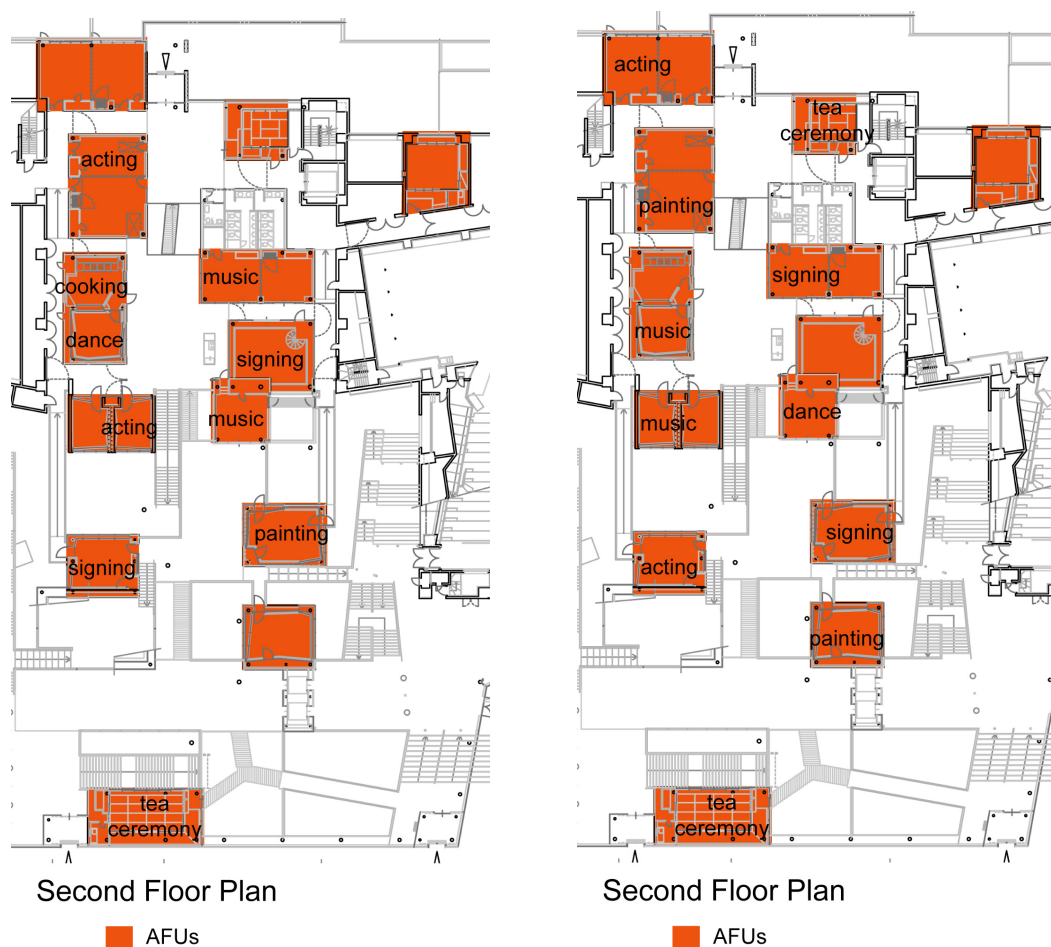 acting
cooking
music
dance
signing
acting
music
painting
signing
tea
ceremony
Second Floor Plan
AFUs
acting
tea
ceremony
painting
signing
music
music
dance
signing
acting
painting
tea
ceremony
Second Floor Plan
AFUs